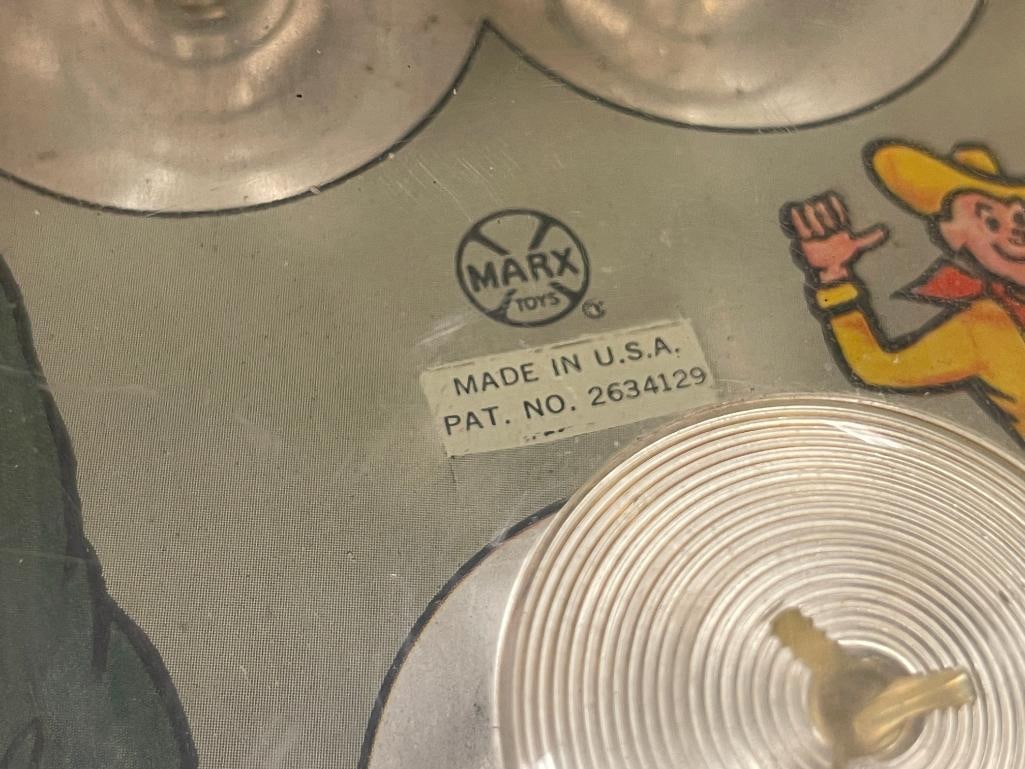 MARX
TOYS
MADE IN U.S.A.
PAT. NO. 2634129